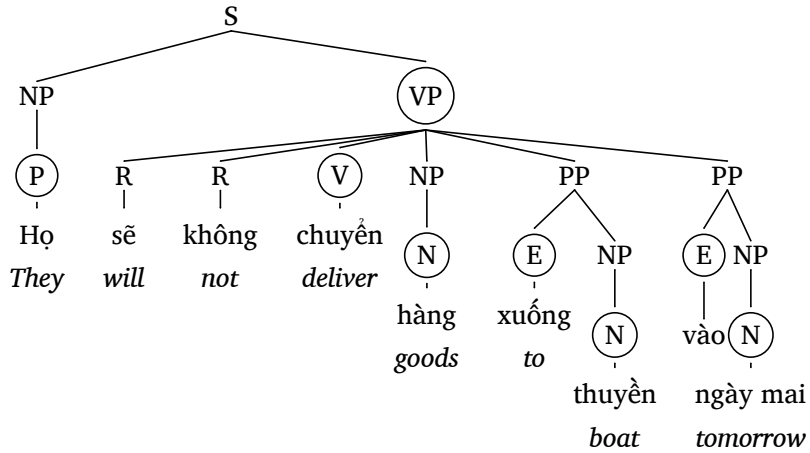 S
NP VP
P R R V NP PP PP
Họ sẽ không chuyển N E NP E NP
They will not deliver
hàng xuống N vào N
goods to
thuyền ngày mai
boat tomorrow